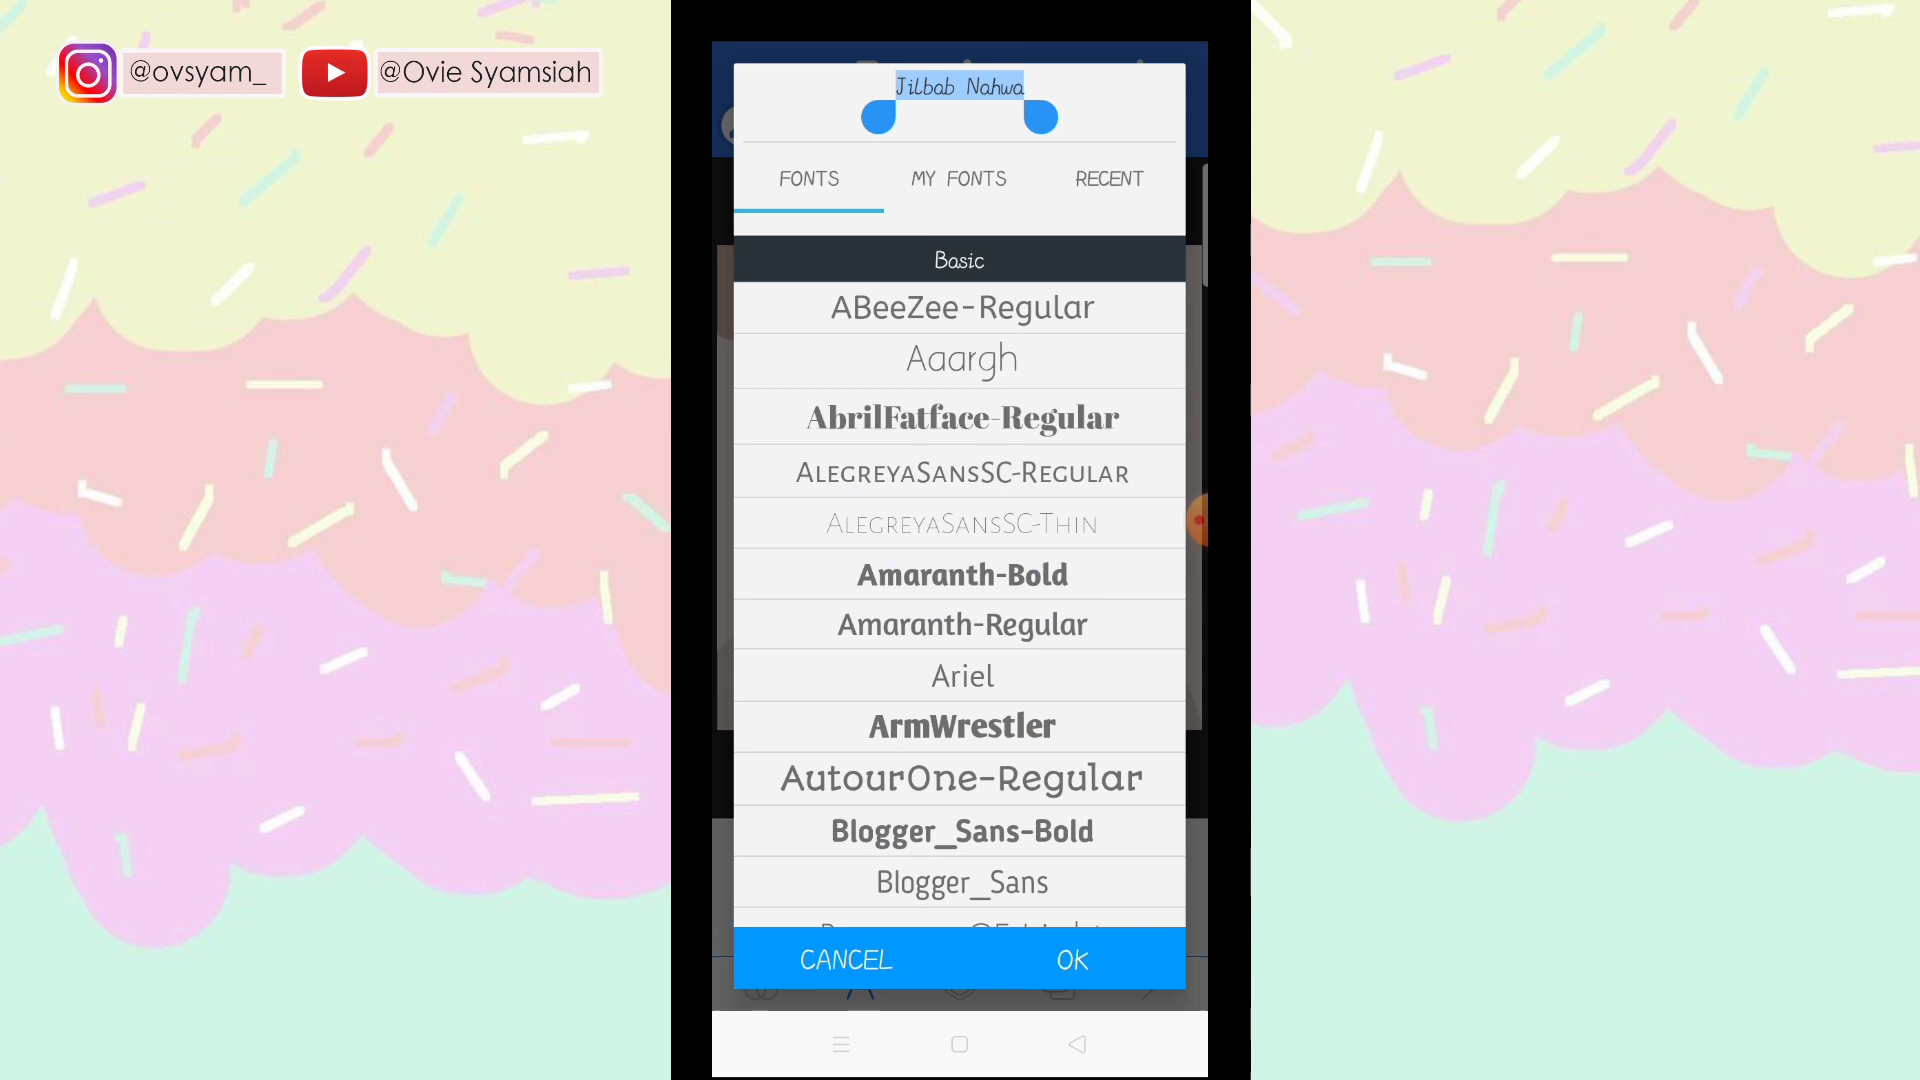 @ovsyam_
@Ovie Syamsiah
Jilbab Nahwa
FONTS
MY FONTS
RECENT
Basic
ABeeZee-Regular
Aaargh
AbrilFatface-Regular
AlegreyaSansSC-Regular
AlegreyaSansSC-Thin
Amaranth-Bold
Amaranth-Regular
Ariel
ArmWrestler
AutourOne-Regular
Blogger_Sans-Bold
Blogger_Sans
CANCEL
OK